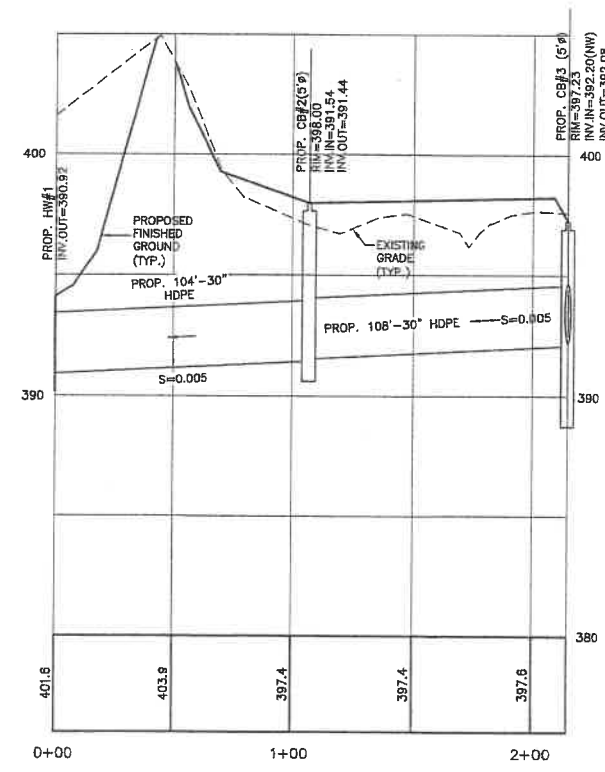 PROP. HW#1
INV.OUT=390.92
PROP. CB#2(5'ø)
RIM=398.00
INV.IN=391.54
INV.OUT=391.44
PROP. CB#3 (5'ø)
RIM=397.23
INV.IN=392.20(NW)
400
400
PROPOSED
FINISHED
GROUND
(TYP.)
EXISTING
GRADE
(TYP.)
PROP. 104'-30"
HDPE
PROP. 108'-30" HDPE
S=0.005
S=0.005
390
390
380
401.6
403.9
397.4
397.4
397.6
0+00
1+00
2+00